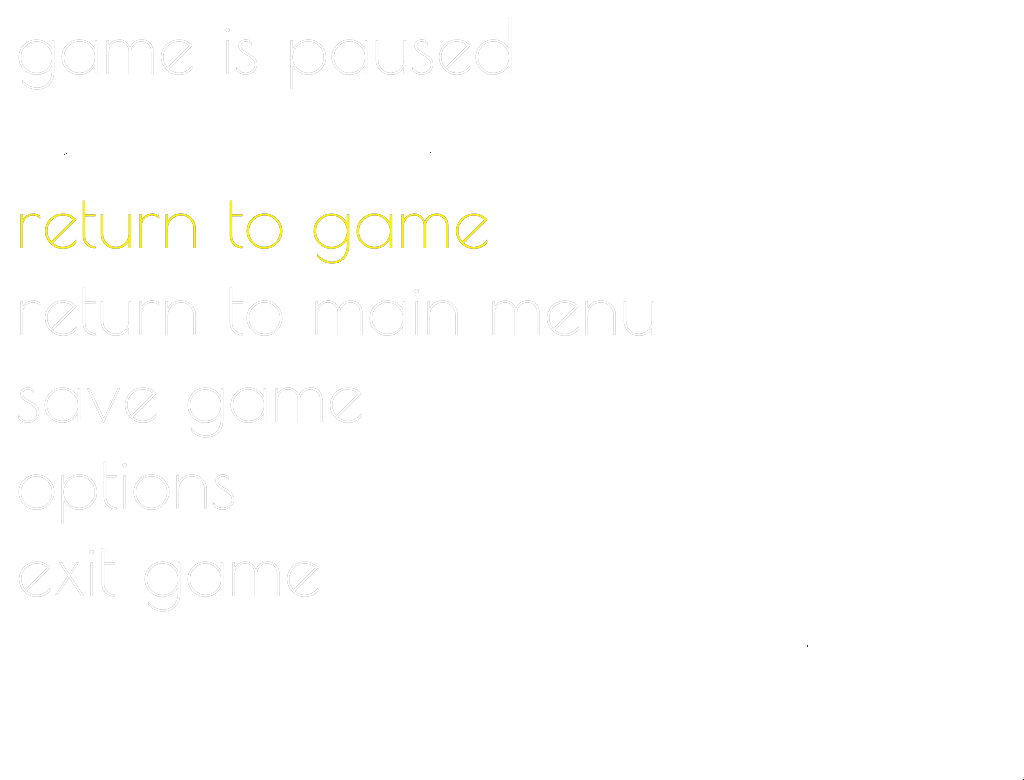 game is paused
return to game
return to main menu
save game
options
exit game